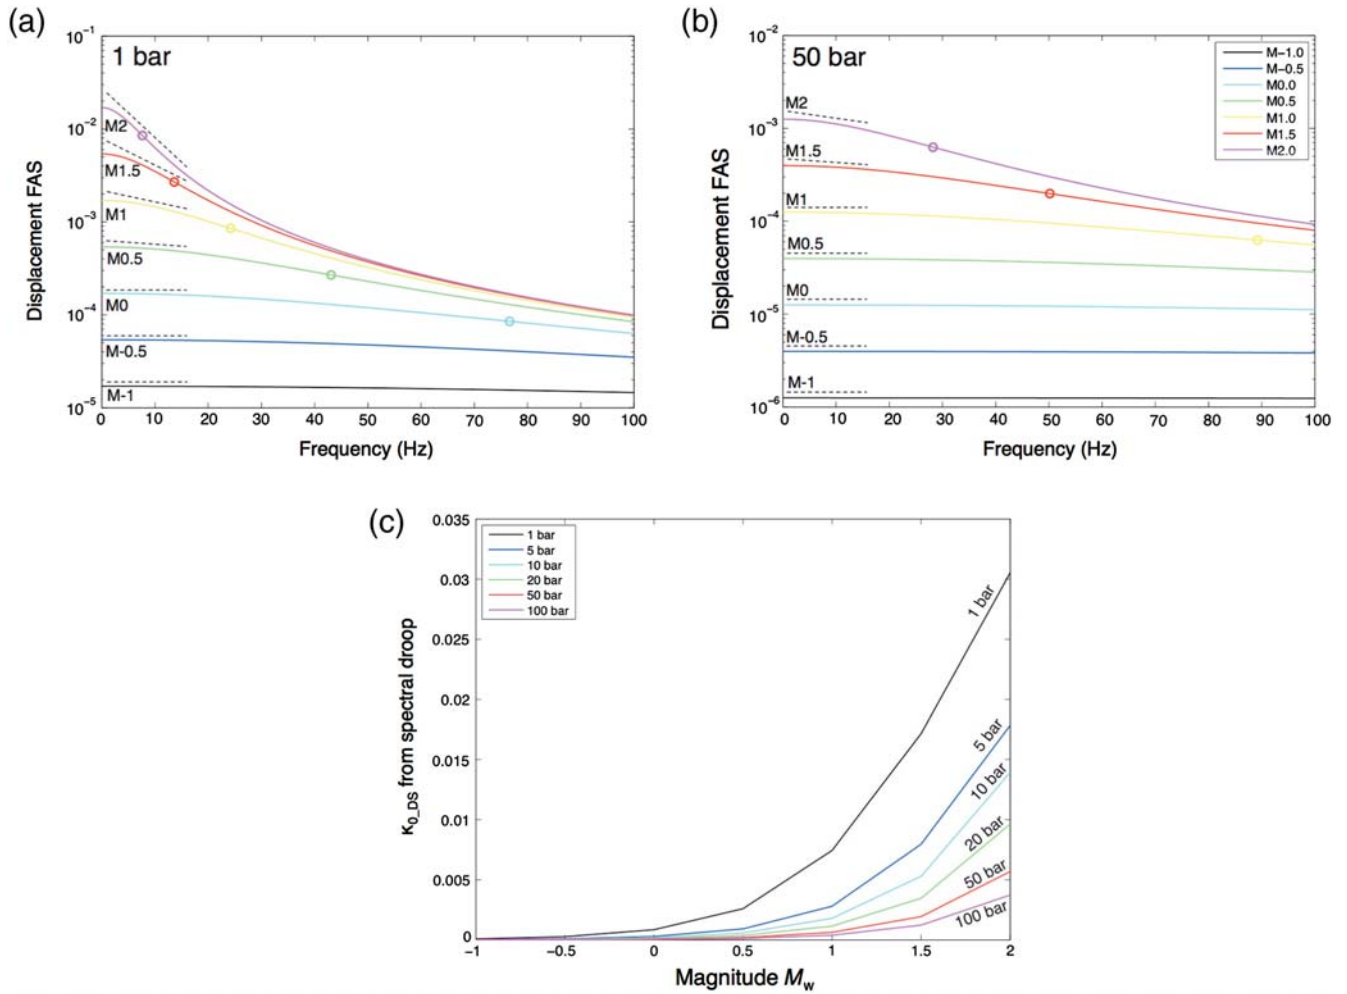 (a)
1 bar
10⁻¹
10⁻²
10⁻³
10⁻⁴
10⁻⁵
Displacement FAS
M2
M1.5
M1
M0.5
M0
M-0.5
M-1
0 10 20 30 40 50 60 70 80 90 100
Frequency (Hz)
(b)
50 bar
10⁻²
10⁻³
10⁻⁴
10⁻⁵
10⁻⁶
Displacement FAS
M-1.0
M-0.5
M0.0
M0.5
M1.0
M1.5
M2.0
M2
M1.5
M1
M0.5
M0
M-0.5
M-1
0 10 20 30 40 50 60 70 80 90 100
Frequency (Hz)
(c)
0.035
0.03
0.025
0.02
0.015
0.01
0.005
0
κ0_DS from spectral droop
1 bar
5 bar
10 bar
20 bar
50 bar
100 bar
1 bar
5 bar
10 bar
20 bar
50 bar
100 bar
−1 −0.5 0 0.5 1 1.5 2
Magnitude Mw